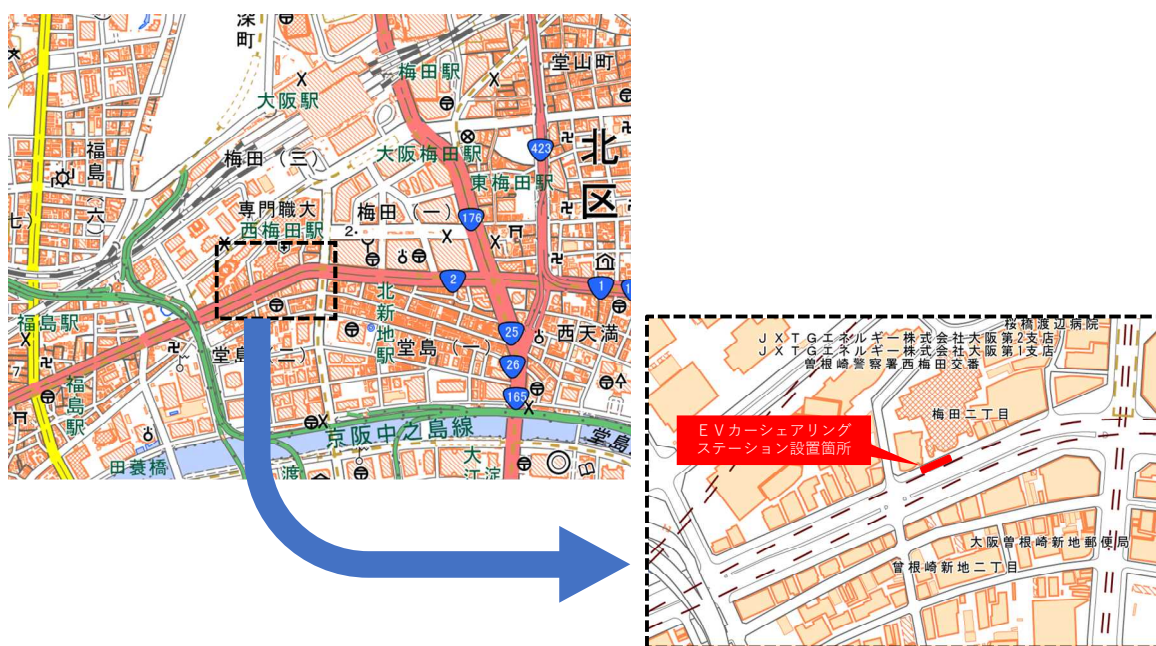 深町
堂山町
梅田駅
大阪駅
福島（六）
梅田（三）
大阪梅田駅
423
北区
東梅田駅
専門職大
梅田（一）
西梅田駅
176
2
2
1
福島駅
北新地駅
25
西天満
堂島（二）
堂島（一）
26
7
福島駅
165
京阪中之島線
堂島
田蓑橋
渡
大江
淀
桜橋渡辺病院
ＪＸＴＧエネルギー株式会社大阪第２支店
ＪＸＴＧエネルギー株式会社大阪第１支店
曽根崎警察署西梅田交番
梅田二丁目
ＥＶカーシェアリング
ステーション設置箇所
大阪曽根崎新地郵便局
曽根崎新地二丁目